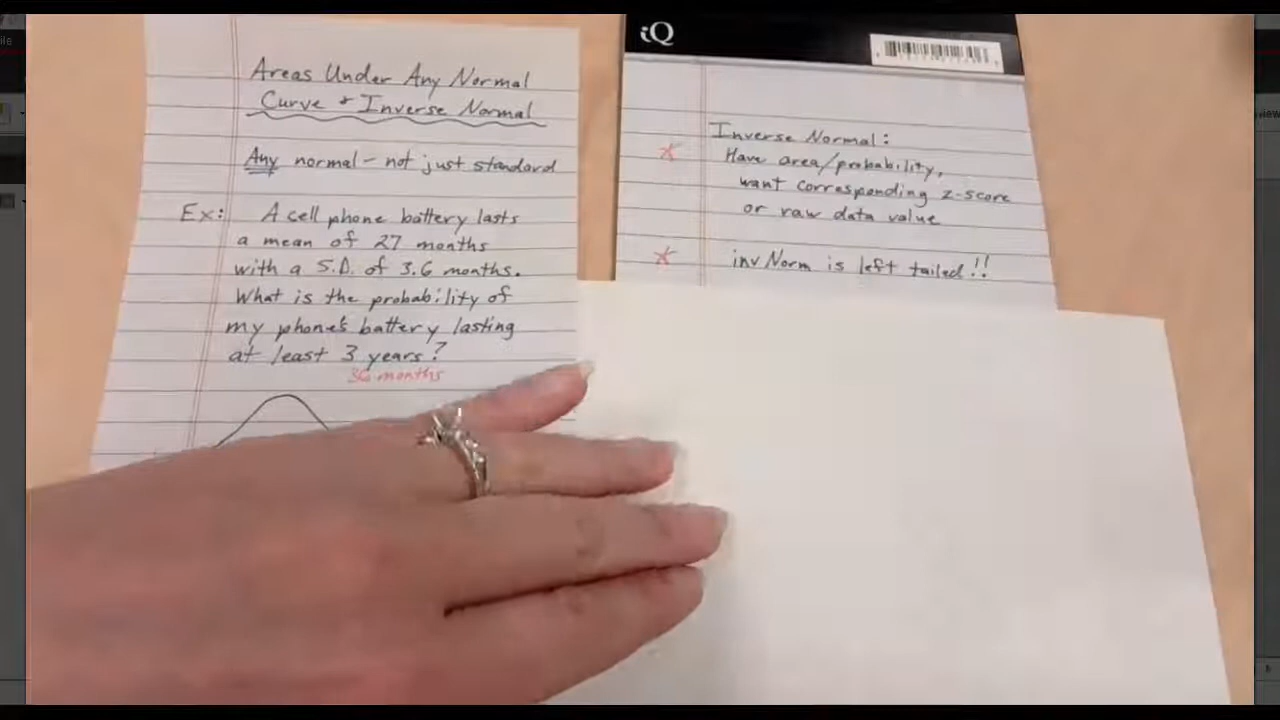 Areas Under Any Normal
Curve + Inverse Normal
Any normal - not just standard
Ex: A cell phone battery lasts
a mean of 27 months
with a S.D. of 3.6 months.
What is the probability of
my phone's battery lasting
at least 3 years?
36 months
iQ
Inverse Normal:
* Have area/probability,
want corresponding z-score
or raw data value
* invNorm is left tailed!!